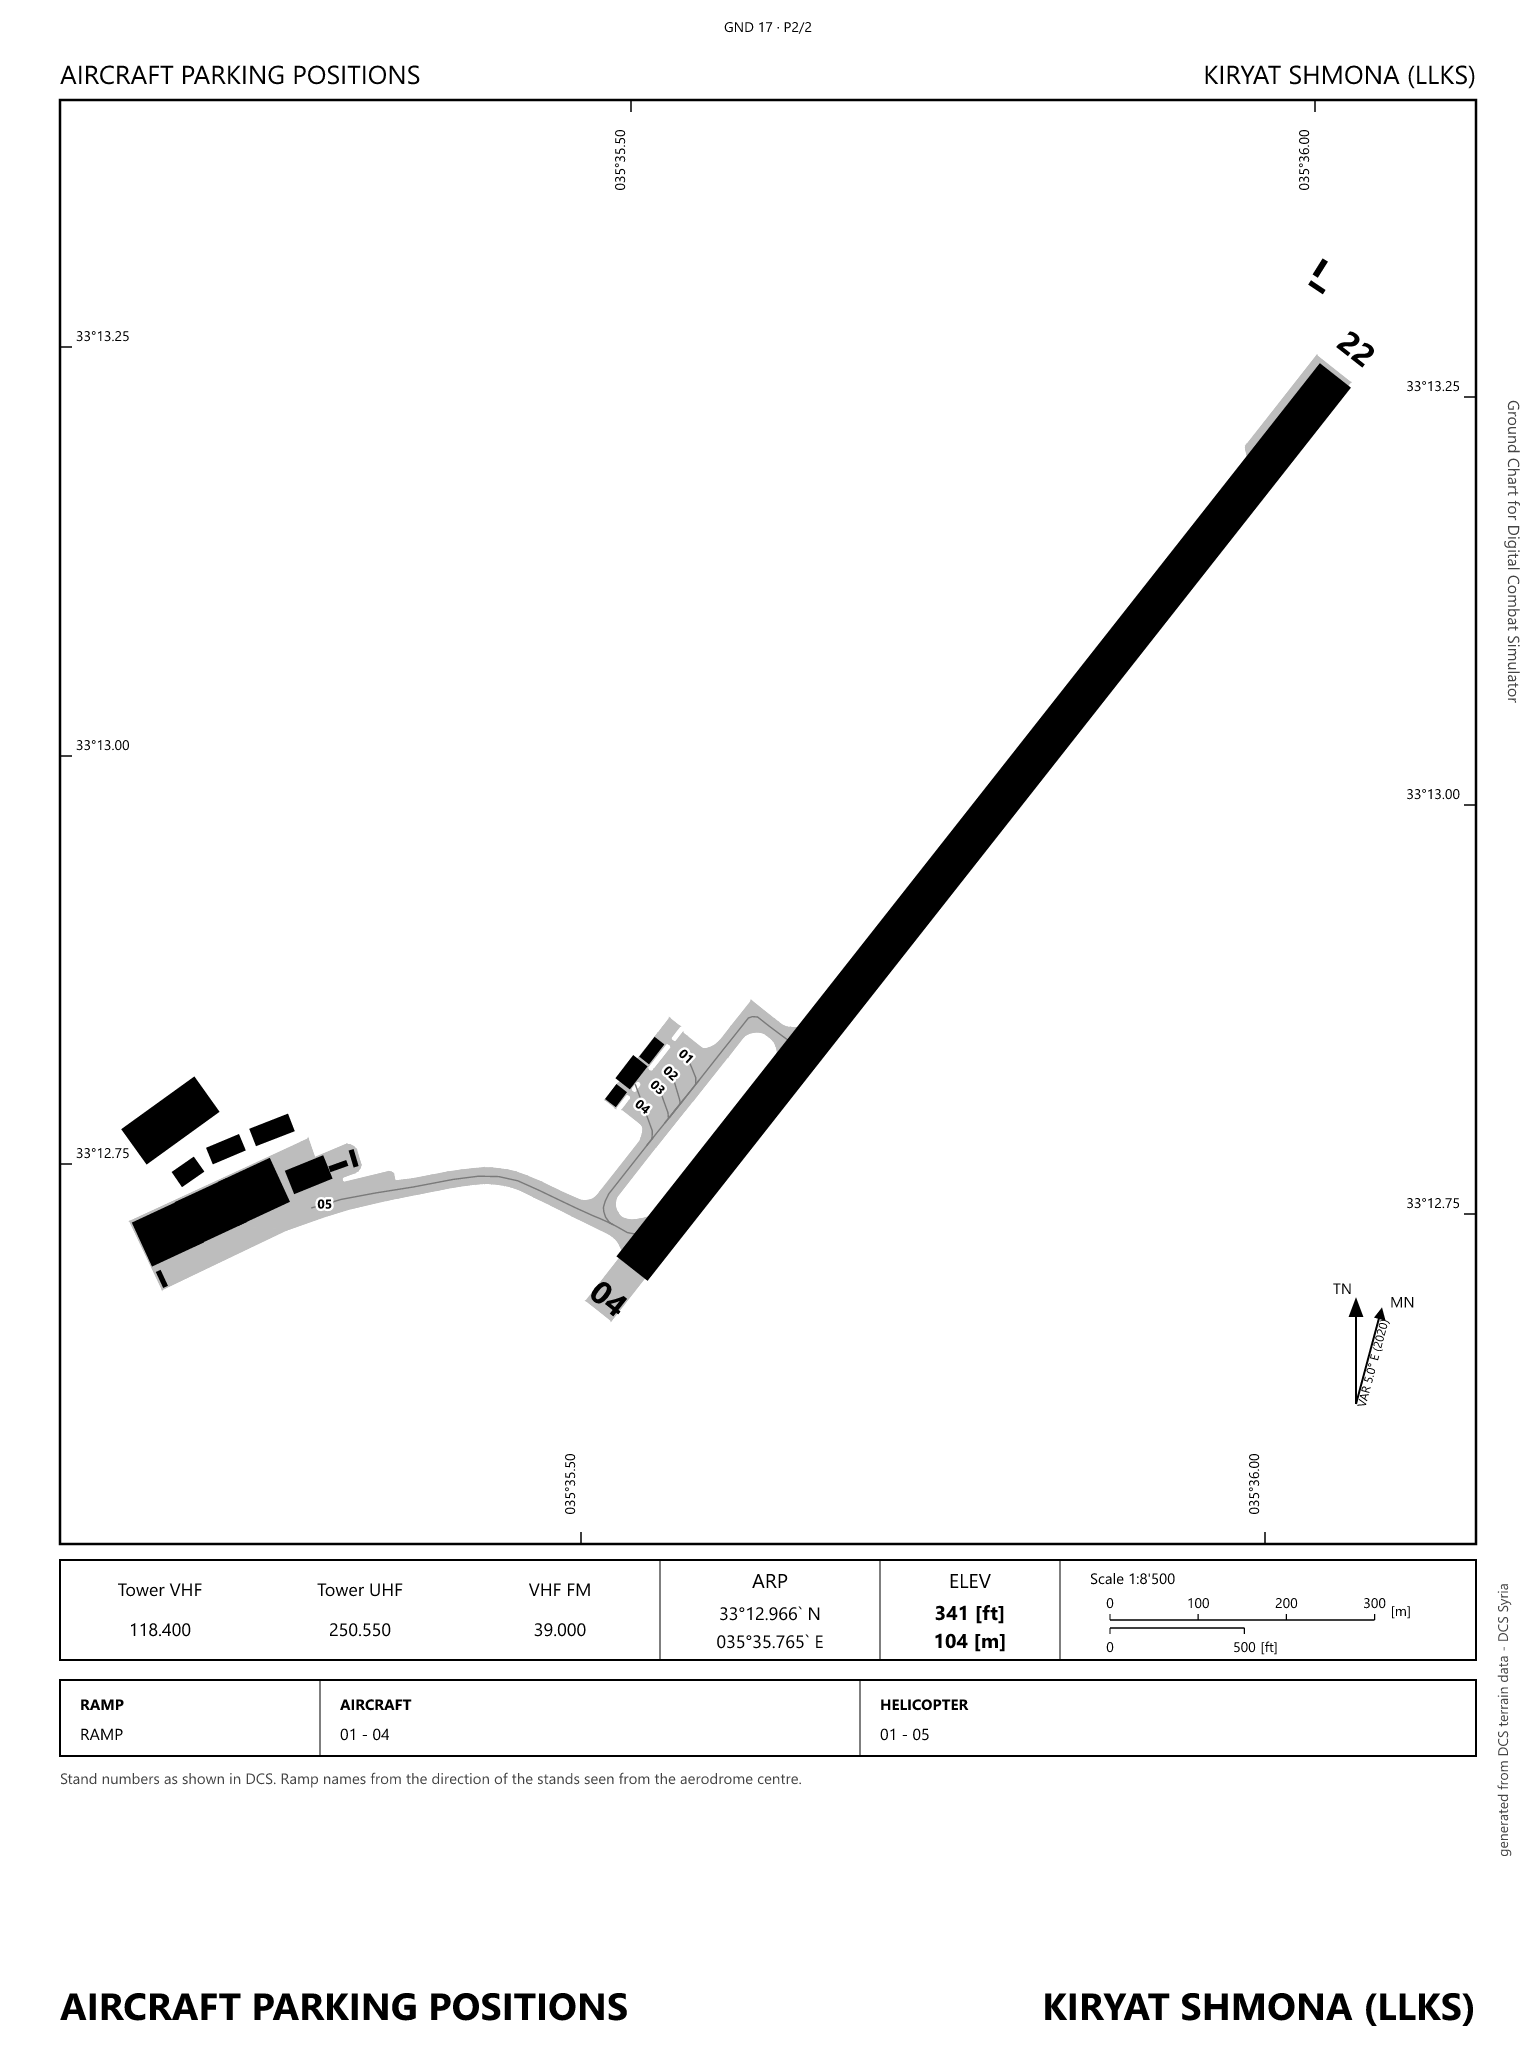 GND 17 · P2/2
AIRCRAFT PARKING POSITIONS
KIRYAT SHMONA (LLKS)
035°35.50
036°36.00
22
33°13.25
33°13.25
Ground Chart for Digital Combat Simulator
33°13.00
33°13.00
01
02
03
04
33°12.75
05
33°12.75
04
TN
MN
VAR 5.0° E (2020)
035°35.50
035°36.00
Tower VHF
118.400
Tower UHF
250.550
VHF FM
39.000
ARP
33°12.966` N
035°35.765` E
ELEV
341 [ft]
104 [m]
Scale 1:8'500
0 100 200 300 [m]
0 500 [ft]
RAMP
RAMP
AIRCRAFT
01 - 04
HELICOPTER
01 - 05
Stand numbers as shown in DCS. Ramp names from the direction of the stands seen from the aerodrome centre.
generated from DCS terrain data - DCS Syria
AIRCRAFT PARKING POSITIONS
KIRYAT SHMONA (LLKS)